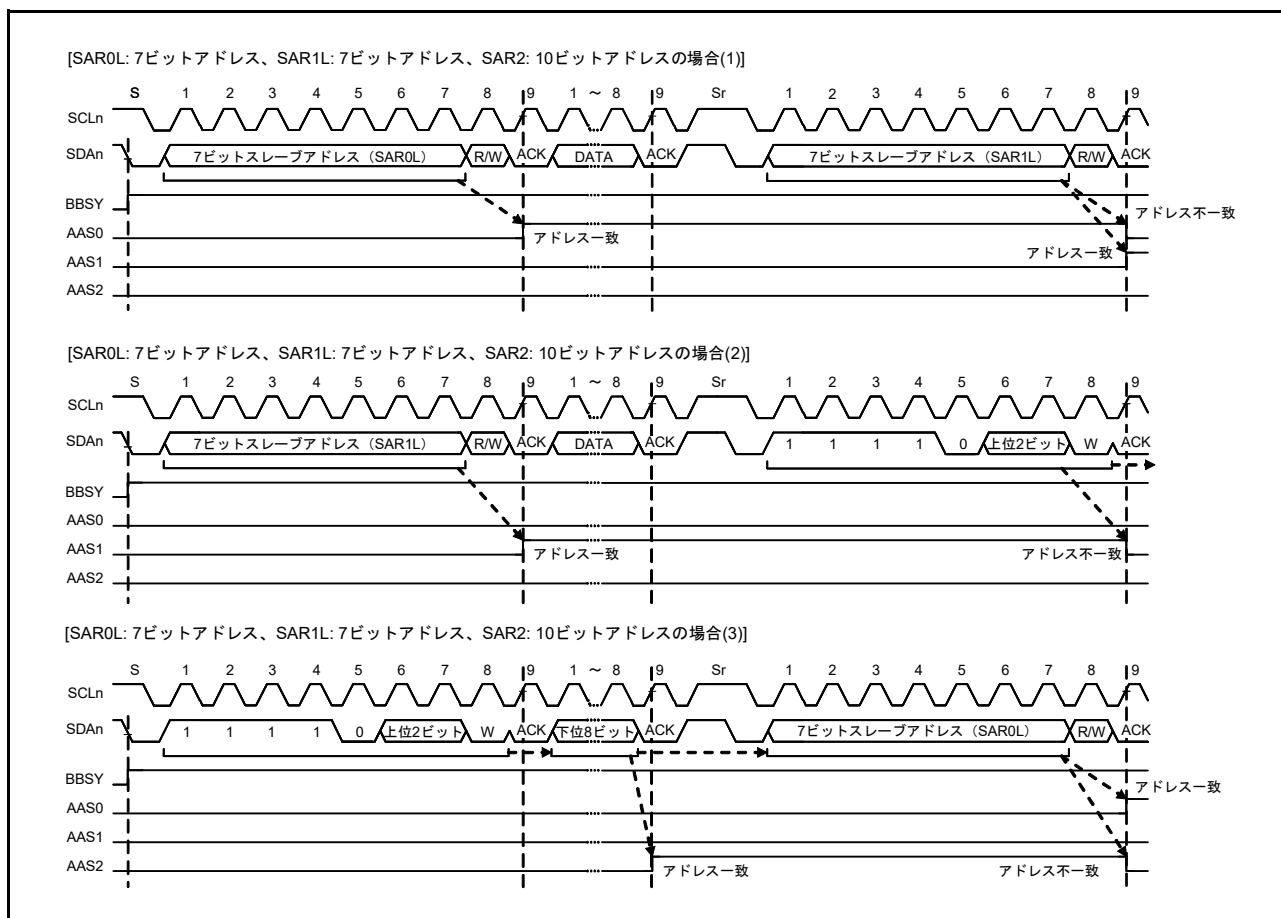 [SAR0L: 7ビットアドレス、SAR1L: 7ビットアドレス、SAR2: 10ビットアドレスの場合(1)]
S 1 2 3 4 5 6 7 8 9 1 ~ 8 9 Sr 1 2 3 4 5 6 7 8 9
SCLn
SDAn 7ビットスレーブアドレス（SAR0L） R/W ACK DATA ACK 7ビットスレーブアドレス（SAR1L） R/W ACK
BBSY
アドレス不一致
AAS0 アドレス一致
アドレス一致
AAS1
AAS2
[SAR0L: 7ビットアドレス、SAR1L: 7ビットアドレス、SAR2: 10ビットアドレスの場合(2)]
S 1 2 3 4 5 6 7 8 9 1 ~ 8 9 Sr 1 2 3 4 5 6 7 8 9
SCLn
SDAn 7ビットスレーブアドレス（SAR1L） R/W ACK DATA ACK 1 1 1 1 0 上位2ビット W ACK
BBSY
AAS0
AAS1 アドレス一致 アドレス不一致
AAS2
[SAR0L: 7ビットアドレス、SAR1L: 7ビットアドレス、SAR2: 10ビットアドレスの場合(3)]
S 1 2 3 4 5 6 7 8 9 1 ~ 8 9 Sr 1 2 3 4 5 6 7 8 9
SCLn
SDAn 1 1 1 1 0 上位2ビット W ACK 下位8ビット ACK 7ビットスレーブアドレス（SAR0L） R/W ACK
BBSY
アドレス一致
AAS0
AAS1
AAS2 アドレス一致 アドレス不一致